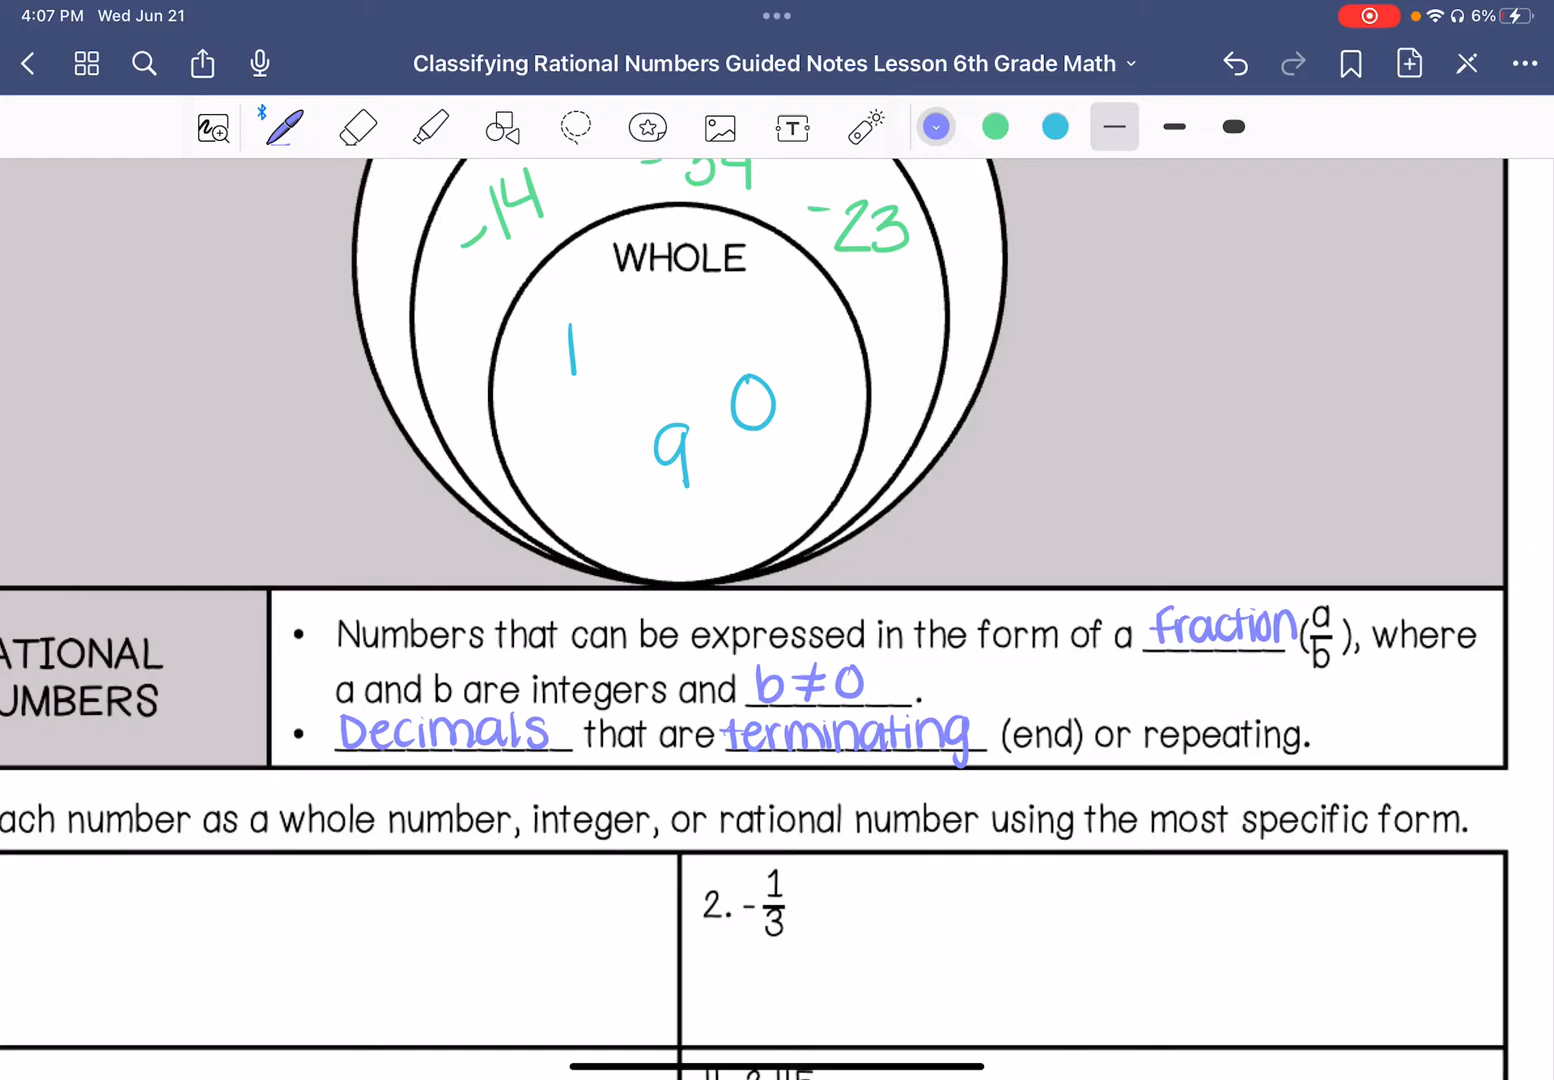 4:07 PM Wed Jun 21
6%
Classifying Rational Numbers Guided Notes Lesson 6th Grade Math
T
-14
-23
WHOLE
1
0
9
ATIONAL
UMBERS
• Numbers that can be expressed in the form of a fraction (a/b), where
a and b are integers and b≠0.
• Decimals that are terminating (end) or repeating.
ach number as a whole number, integer, or rational number using the most specific form.
2. -1/3